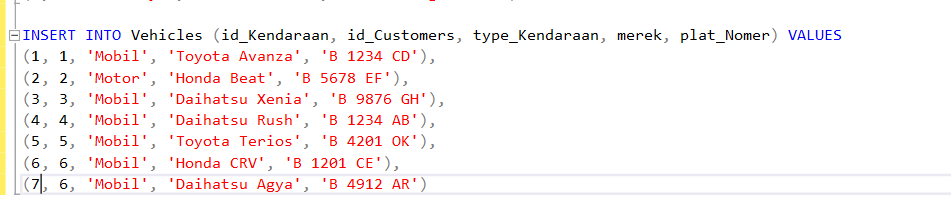 INSERT INTO Vehicles (id_Kendaraan, id_Customers, type_Kendaraan, merek, plat_Nomer) VALUES
(1, 1, 'Mobil', 'Toyota Avanza', 'B 1234 CD'),
(2, 2, 'Motor', 'Honda Beat', 'B 5678 EF'),
(3, 3, 'Mobil', 'Daihatsu Xenia', 'B 9876 GH'),
(4, 4, 'Mobil', 'Daihatsu Rush', 'B 1234 AB'),
(5, 5, 'Mobil', 'Toyota Terios', 'B 4201 OK'),
(6, 6, 'Mobil', 'Honda CRV', 'B 1201 CE'),
(7, 6, 'Mobil', 'Daihatsu Agya', 'B 4912 AR')